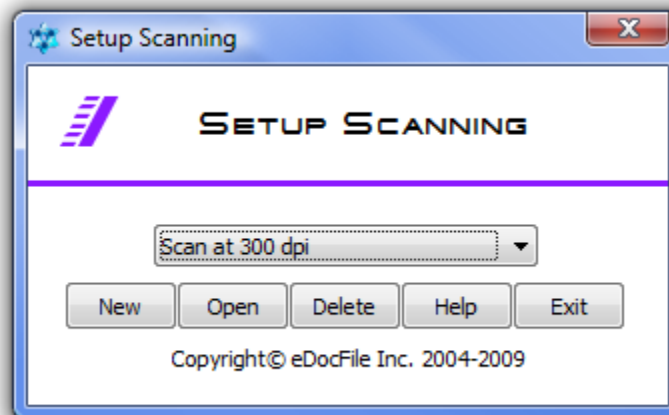 Setup Scanning
X
SETUP SCANNING
Scan at 300 dpi
New Open Delete Help Exit
Copyright© eDocFile Inc. 2004-2009